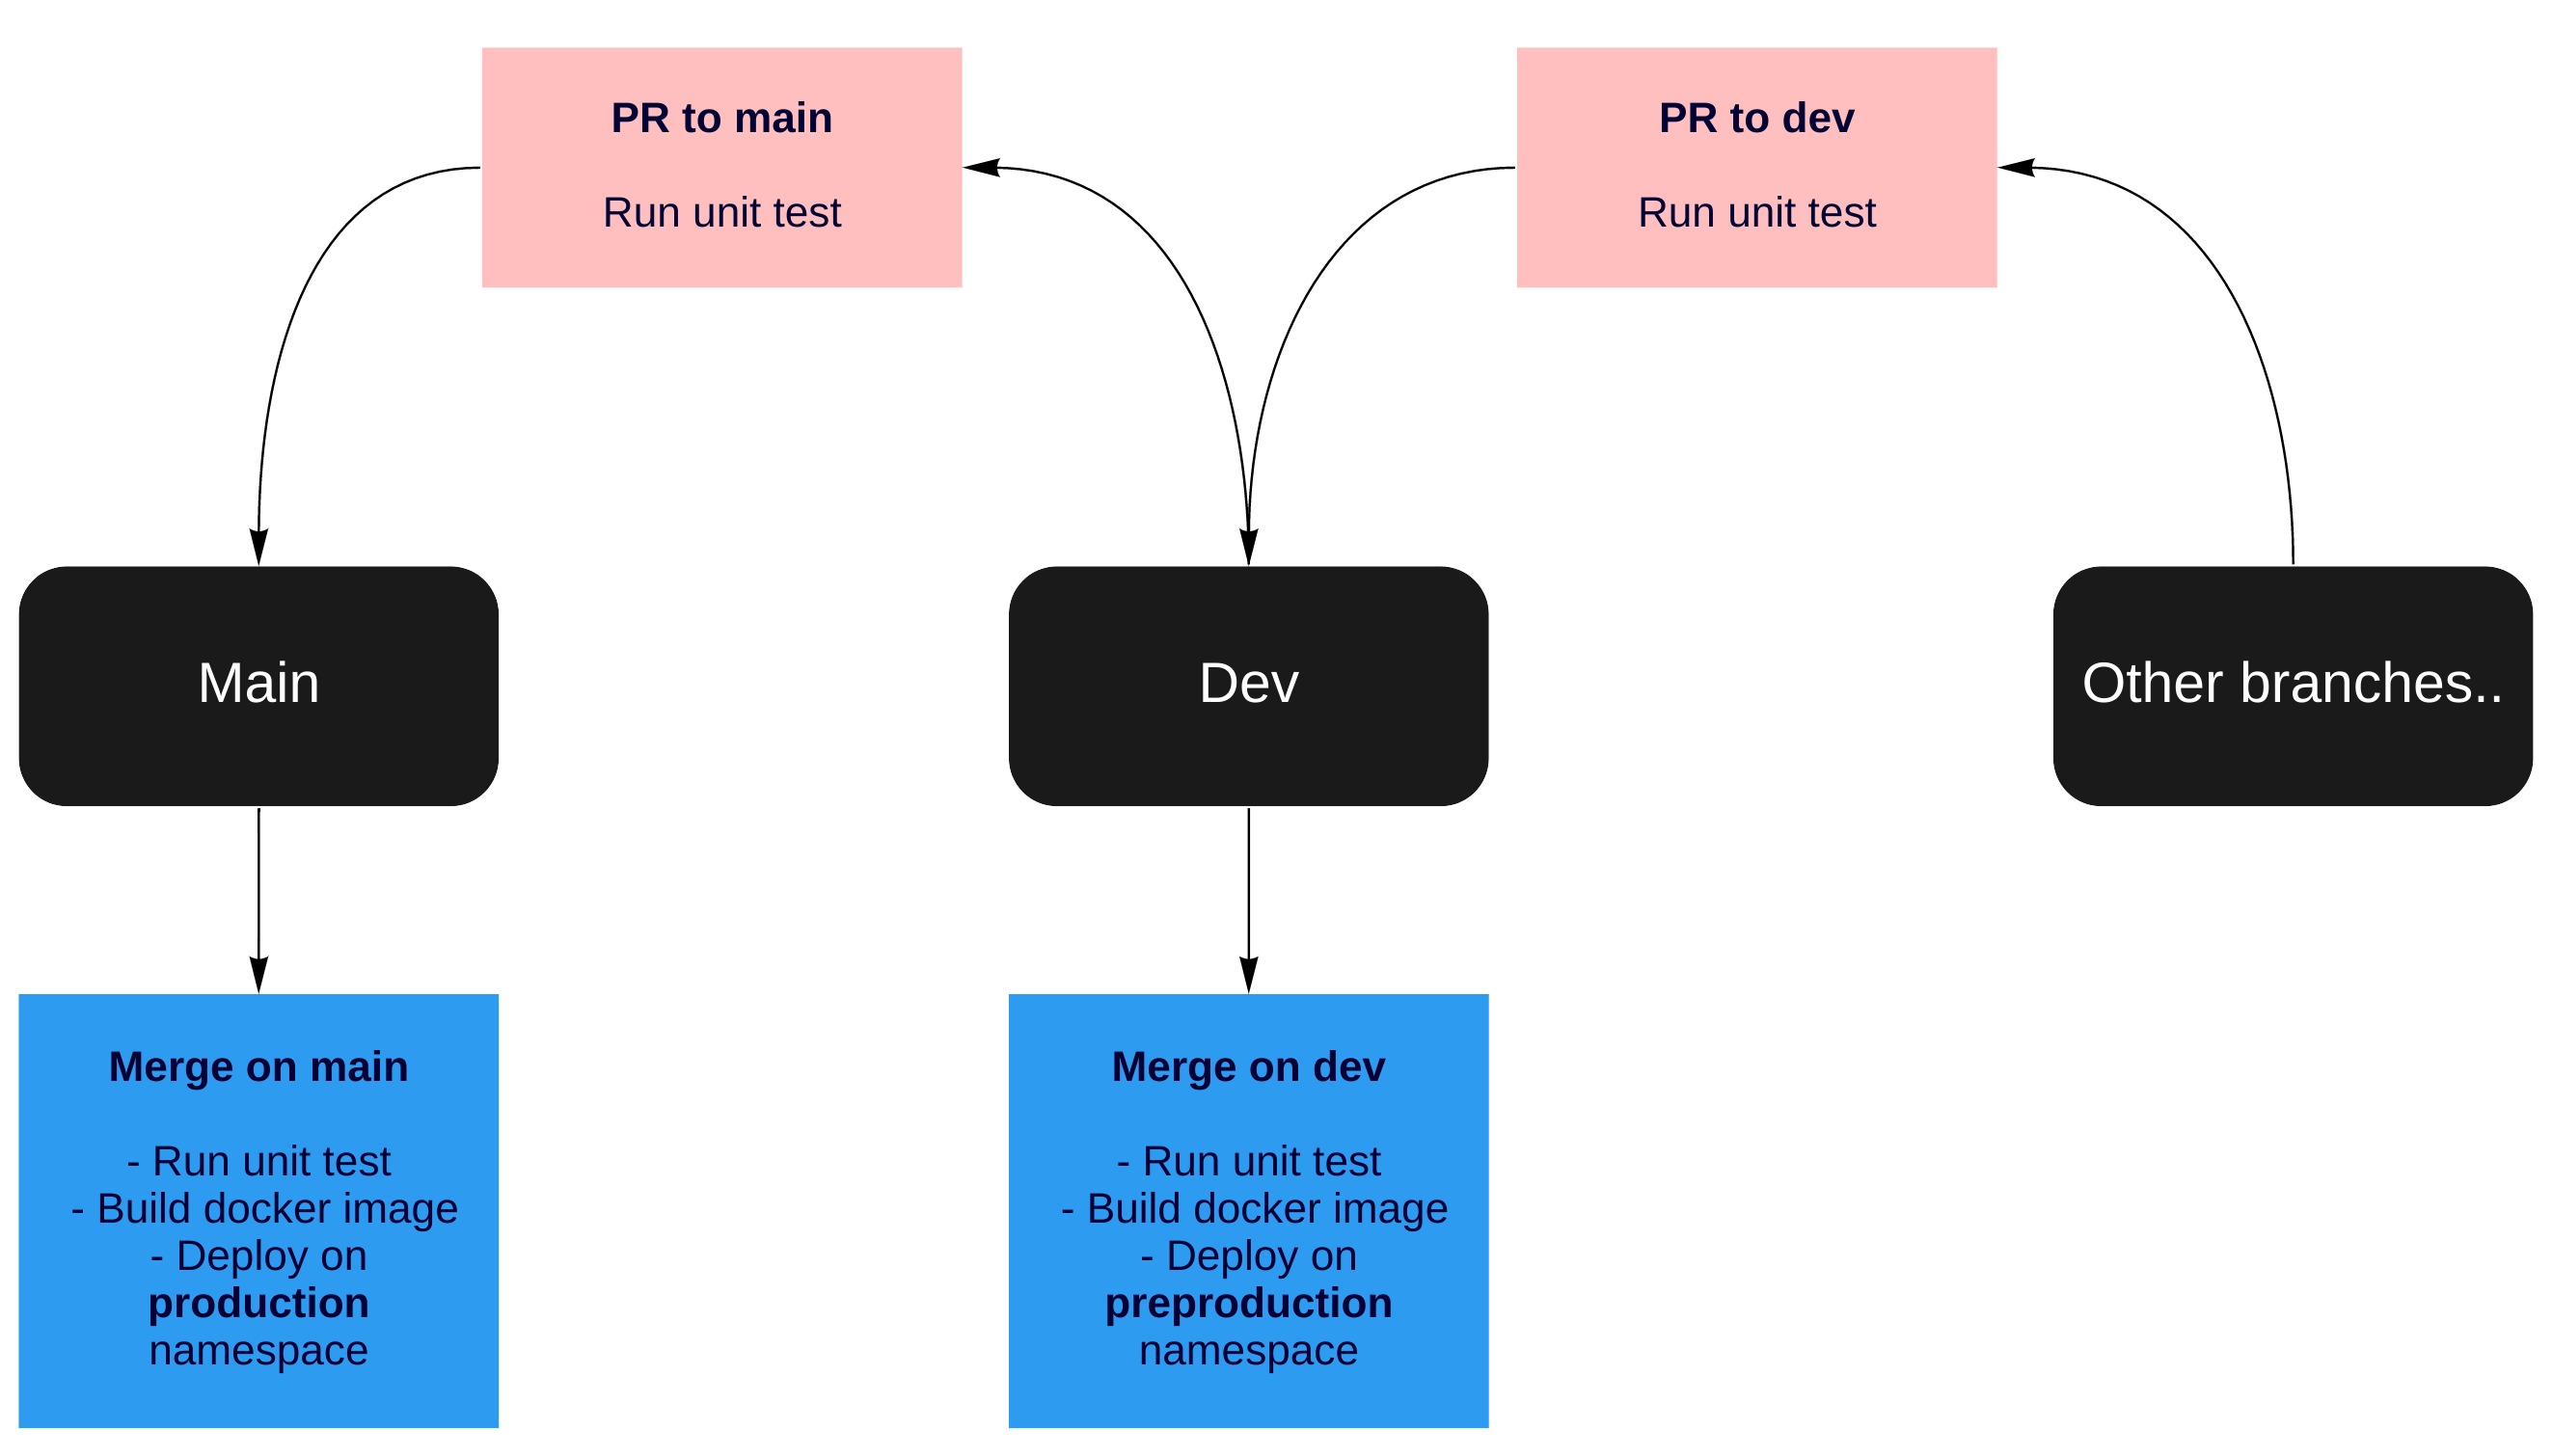 PR to main
Run unit test
PR to dev
Run unit test
Main
Dev
Other branches..
Merge on main
- Run unit test
- Build docker image
- Deploy on
production
namespace
Merge on dev
- Run unit test
- Build docker image
- Deploy on
preproduction
namespace